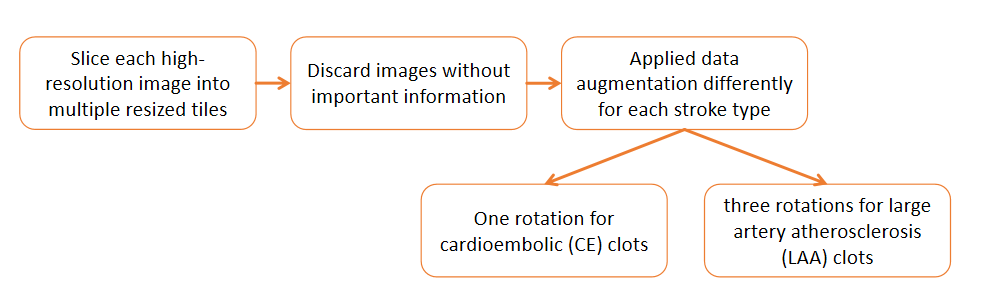 Slice each high-
resolution image into
multiple resized tiles
Discard images without
important information
Applied data
augmentation differently
for each stroke type
One rotation for
cardioembolic (CE) clots
three rotations for large
artery atherosclerosis
(LAA) clots